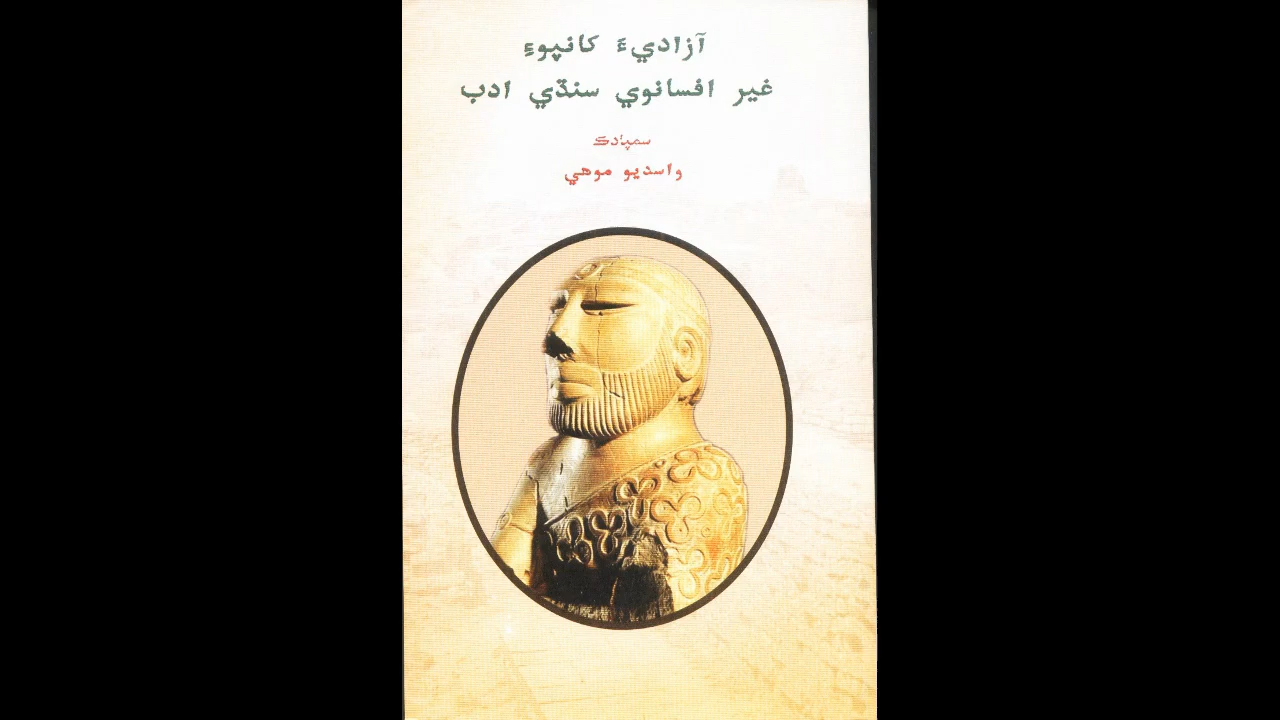 آزاديءَ کانپوءِ
غير افسانوي سنڌي ادب
سمپادڪ
واسديو موهي